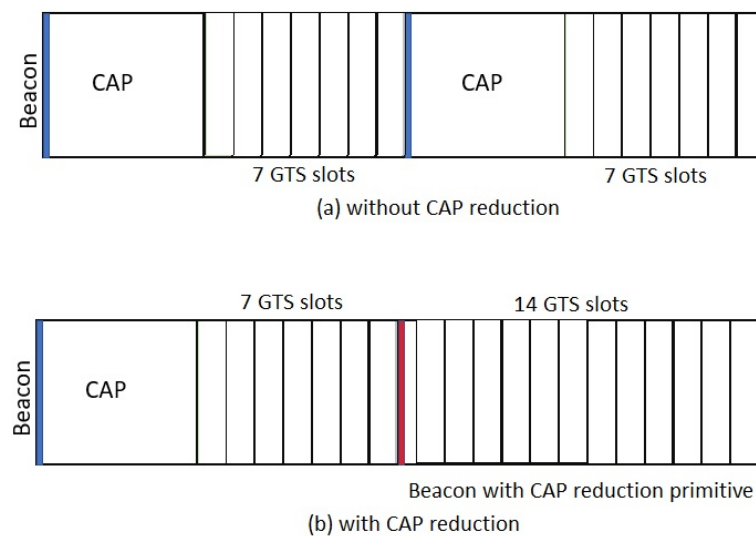 Beacon
CAP
CAP
7 GTS slots
7 GTS slots
(a) without CAP reduction
7 GTS slots
14 GTS slots
Beacon
CAP
Beacon with CAP reduction primitive
(b) with CAP reduction